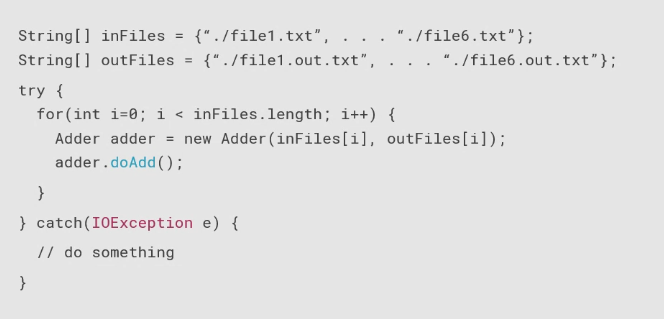 String[] inFiles = {“./file1.txt”, . . . “./file6.txt”};
String[] outFiles = {“./file1.out.txt”, . . . “./file6.out.txt”};
try {
  for(int i=0; i < inFiles.length; i++) {
    Adder adder = new Adder(inFiles[i], outFiles[i]);
    adder.doAdd();
  }
} catch(IOException e) {
  // do something
}